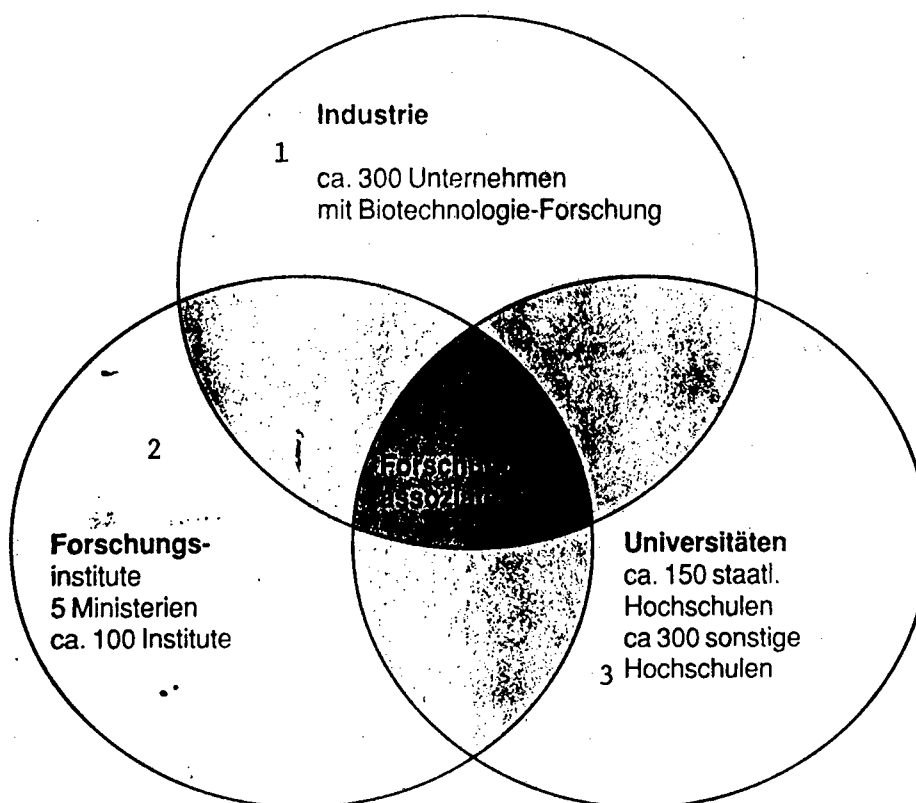 Industrie
1
ca. 300 Unternehmen
mit Biotechnologie-Forschung
2
Forschungs-
institute
5 Ministerien
ca. 100 Institute
Universitäten
ca. 150 staatl.
Hochschulen
ca 300 sonstige
3 Hochschulen